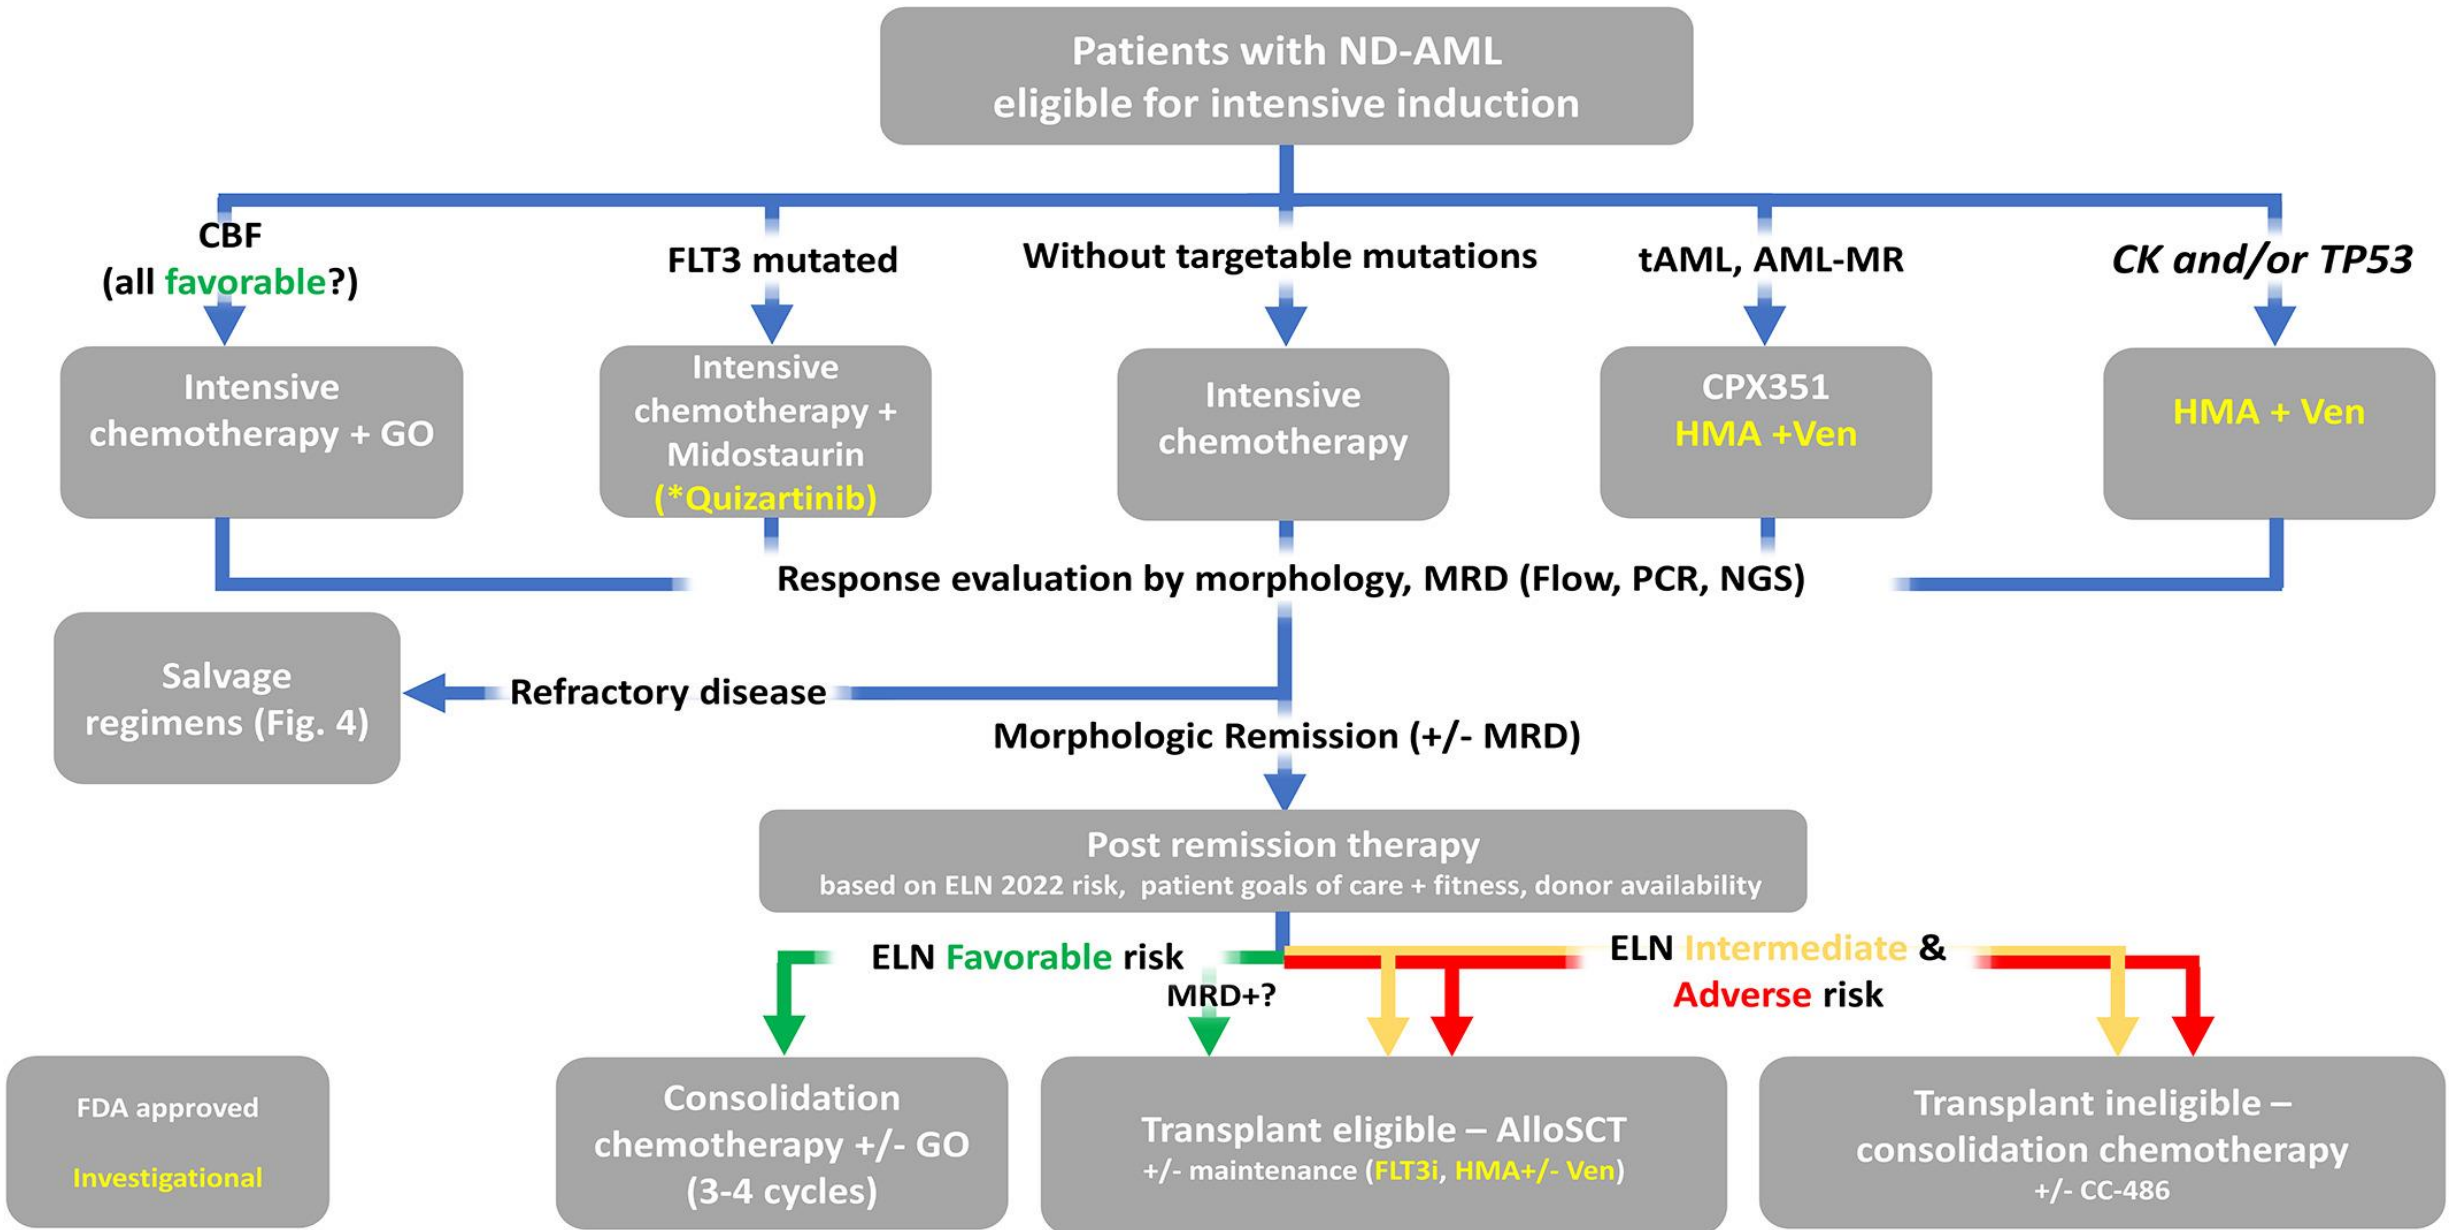 Patients with ND-AML
eligible for intensive induction
CBF
(all favorable?)
FLT3 mutated
Without targetable mutations
tAML, AML-MR
CK and/or TP53
Intensive
chemotherapy + GO
Intensive
chemotherapy +
Midostaurin
(*Quizartinib)
Intensive
chemotherapy
CPX351
HMA +Ven
HMA + Ven
Response evaluation by morphology, MRD (Flow, PCR, NGS)
Salvage
regimens (Fig. 4)
Refractory disease
Morphologic Remission (+/- MRD)
Post remission therapy
based on ELN 2022 risk, patient goals of care + fitness, donor availability
ELN Favorable risk
MRD+?
ELN Intermediate &
Adverse risk
FDA approved
Investigational
Consolidation
chemotherapy +/- GO
(3-4 cycles)
Transplant eligible – AlloSCT
+/- maintenance (FLT3i, HMA+/- Ven)
Transplant ineligible –
consolidation chemotherapy
+/- CC-486